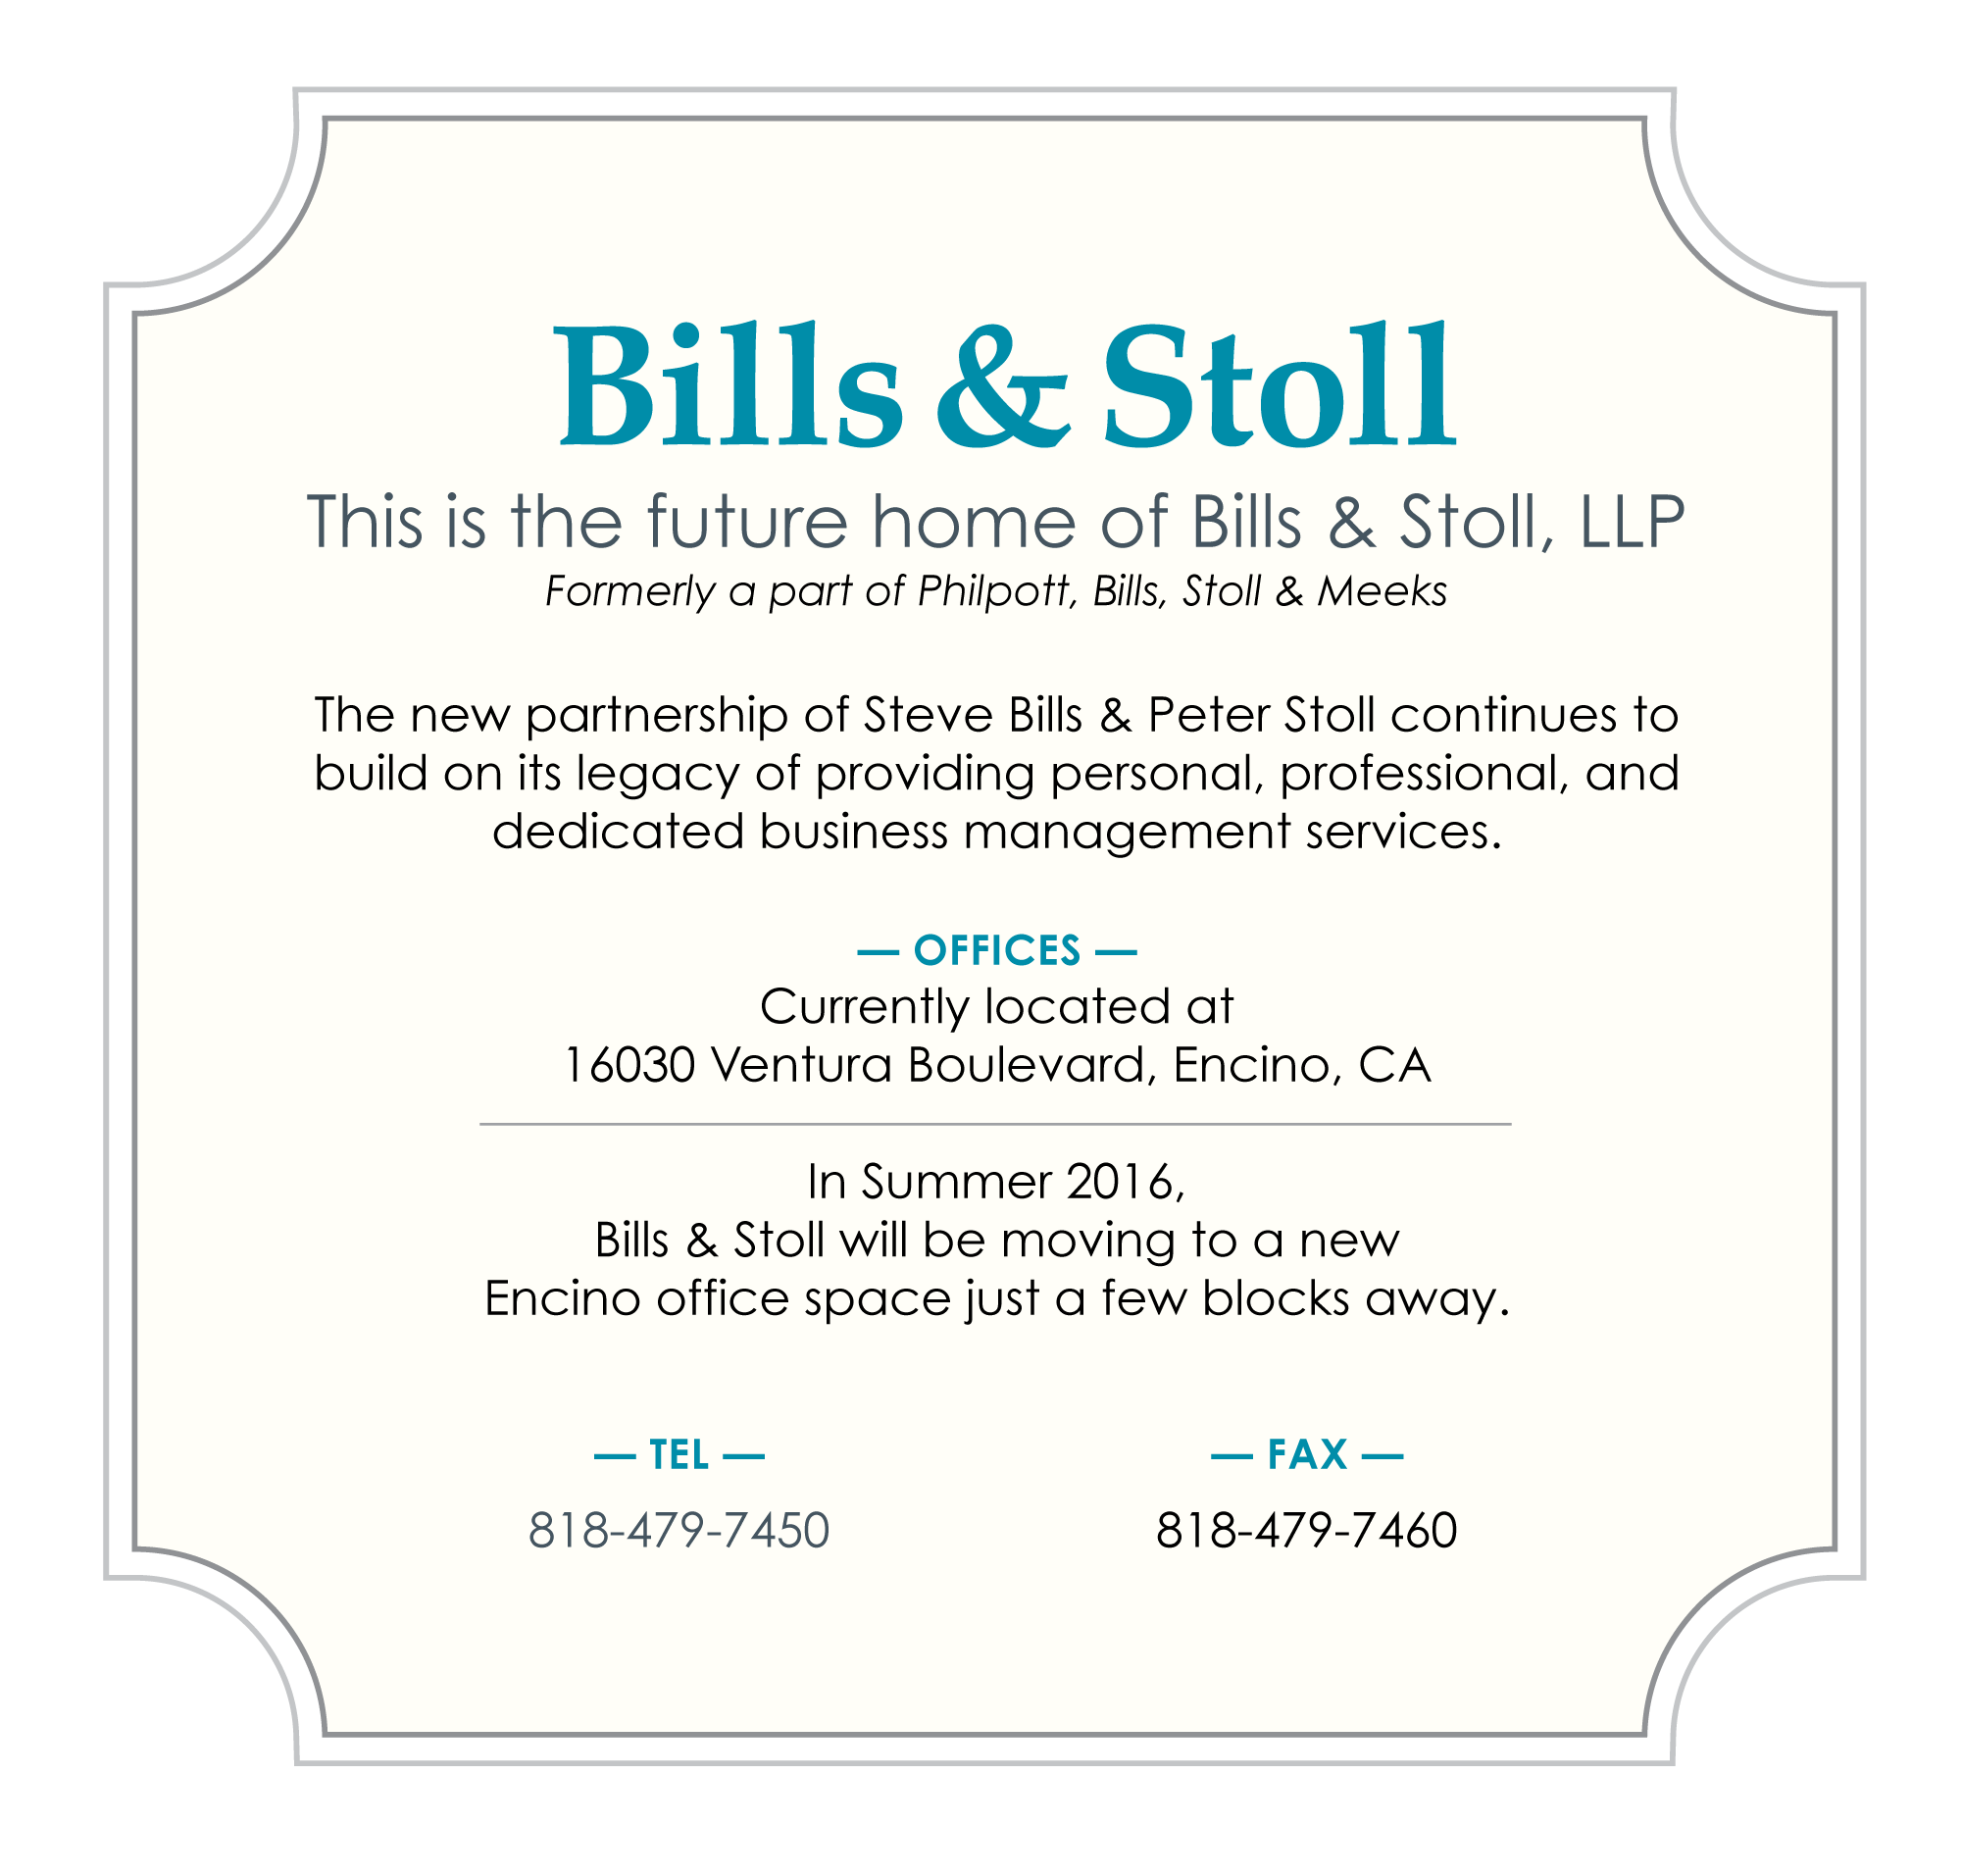 Bills & Stoll
This is the future home of Bills & Stoll, LLP
Formerly a part of Philpott, Bills, Stoll & Meeks
The new partnership of Steve Bills & Peter Stoll continues to
build on its legacy of providing personal, professional, and
dedicated business management services.
— OFFICES —
Currently located at
16030 Ventura Boulevard, Encino, CA
In Summer 2016,
Bills & Stoll will be moving to a new
Encino office space just a few blocks away.
— TEL —
818-479-7450
— FAX —
818-479-7460